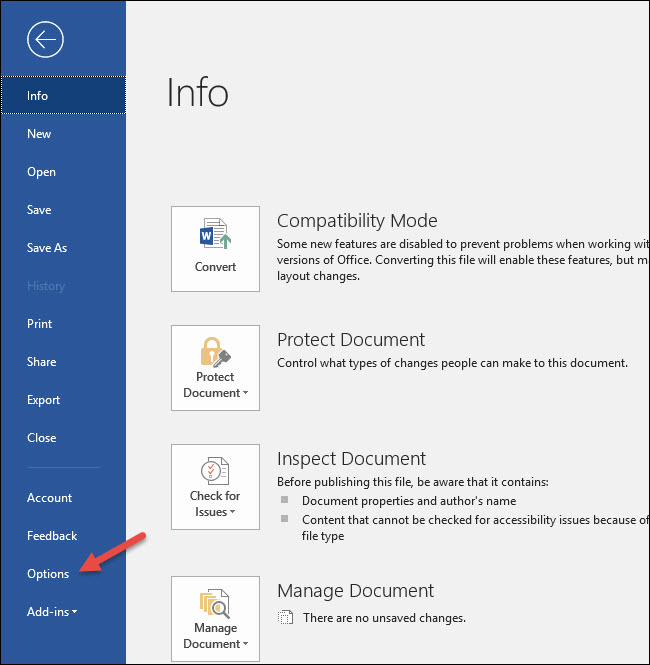 Info
New
Open
Save
Save As
History
Print
Share
Export
Close
Account
Feedback
Options
Add-ins
Info
W
Convert
Compatibility Mode
Some new features are disabled to prevent problems when working wit
versions of Office. Converting this file will enable these features, but ma
layout changes.
Protect
Document
Protect Document
Control what types of changes people can make to this document.
Check for
Issues
Inspect Document
Before publishing this file, be aware that it contains:
Document properties and author's name
Content that cannot be checked for accessibility issues because of
file type
Manage
Document
Manage Document
There are no unsaved changes.